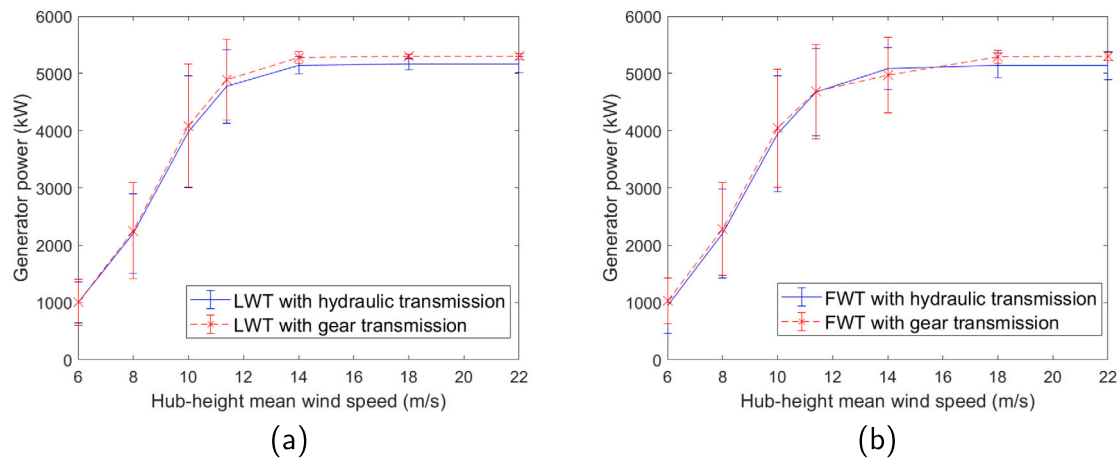 6000
5000
4000
3000
2000
1000
0
Generator power (kW)
LWT with hydraulic transmission
LWT with gear transmission
6 8 10 12 14 16 18 20 22
Hub-height mean wind speed (m/s)
(a)
6000
5000
4000
3000
2000
1000
0
Generator power (kW)
FWT with hydraulic transmission
FWT with gear transmission
6 8 10 12 14 16 18 20 22
Hub-height mean wind speed (m/s)
(b)